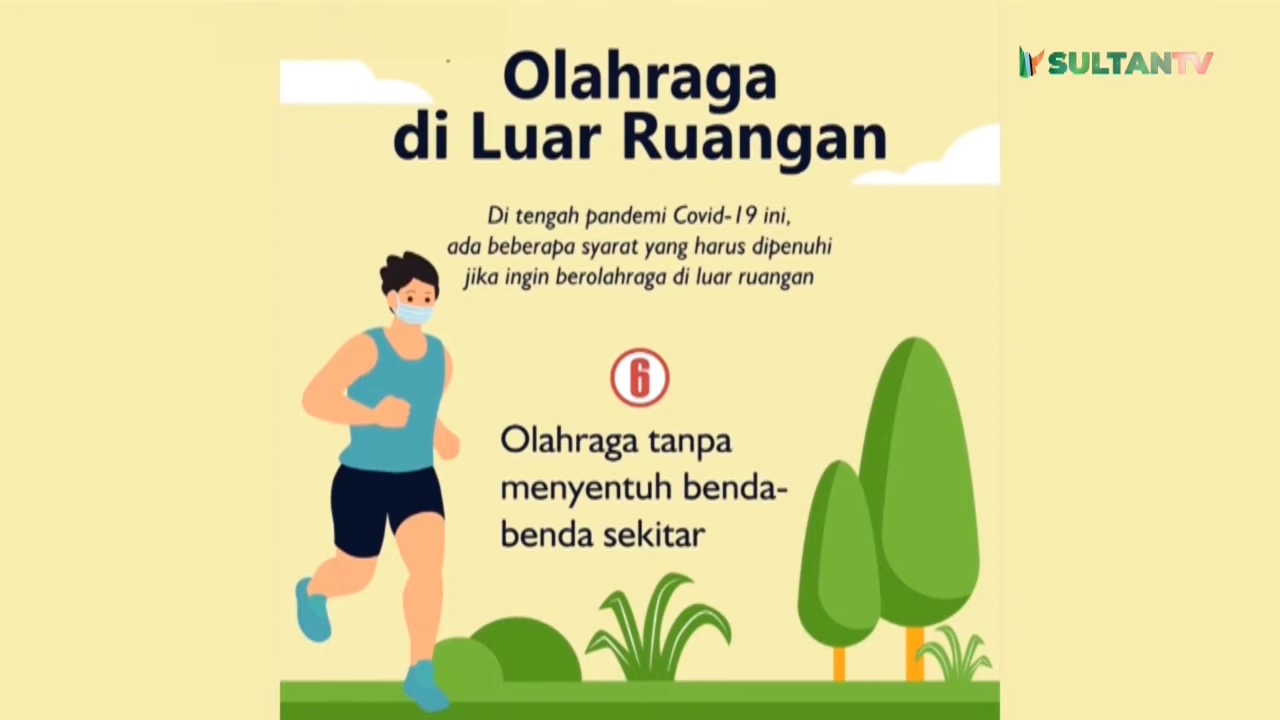 Olahraga
di Luar Ruangan
SULTANTV
Di tengah pandemi Covid-19 ini,
ada beberapa syarat yang harus dipenuhi
jika ingin berolahraga di luar ruangan
6
Olahraga tanpa
menyentuh benda-
benda sekitar